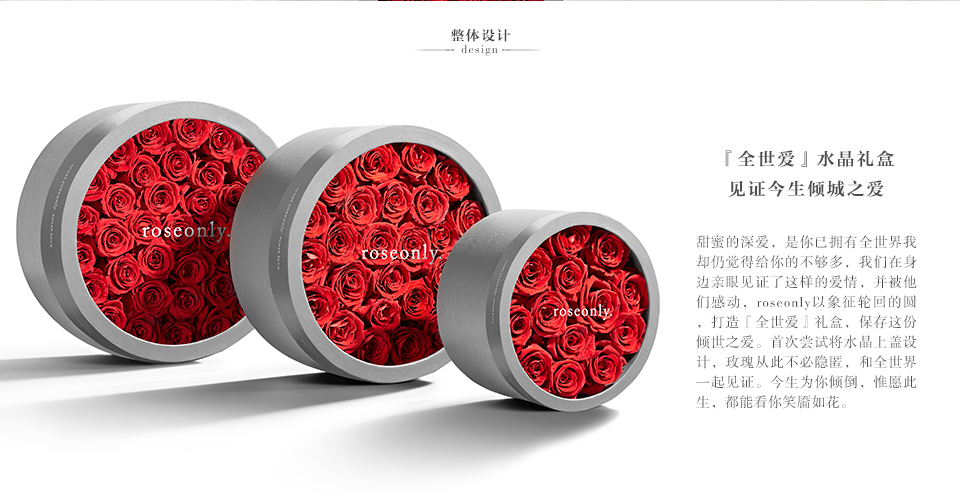 整体设计
design
roseonly.
roseonly.
roseonly.
『全世爱』水晶礼盒
见证今生倾城之爱
甜蜜的深爱，是你已拥有全世界我
却仍觉得给你的不够多，我们在身
边亲眼见证了这样的爱情，并被他
们感动，roseonly以象征轮回的圆
，打造『全世爱』礼盒，保存这份
倾世之爱。首次尝试将水晶上盖设
计，玫瑰从此不必隐匿，和全世界
一起见证。今生为你倾倒，惟愿此
生，都能看你笑靥如花。